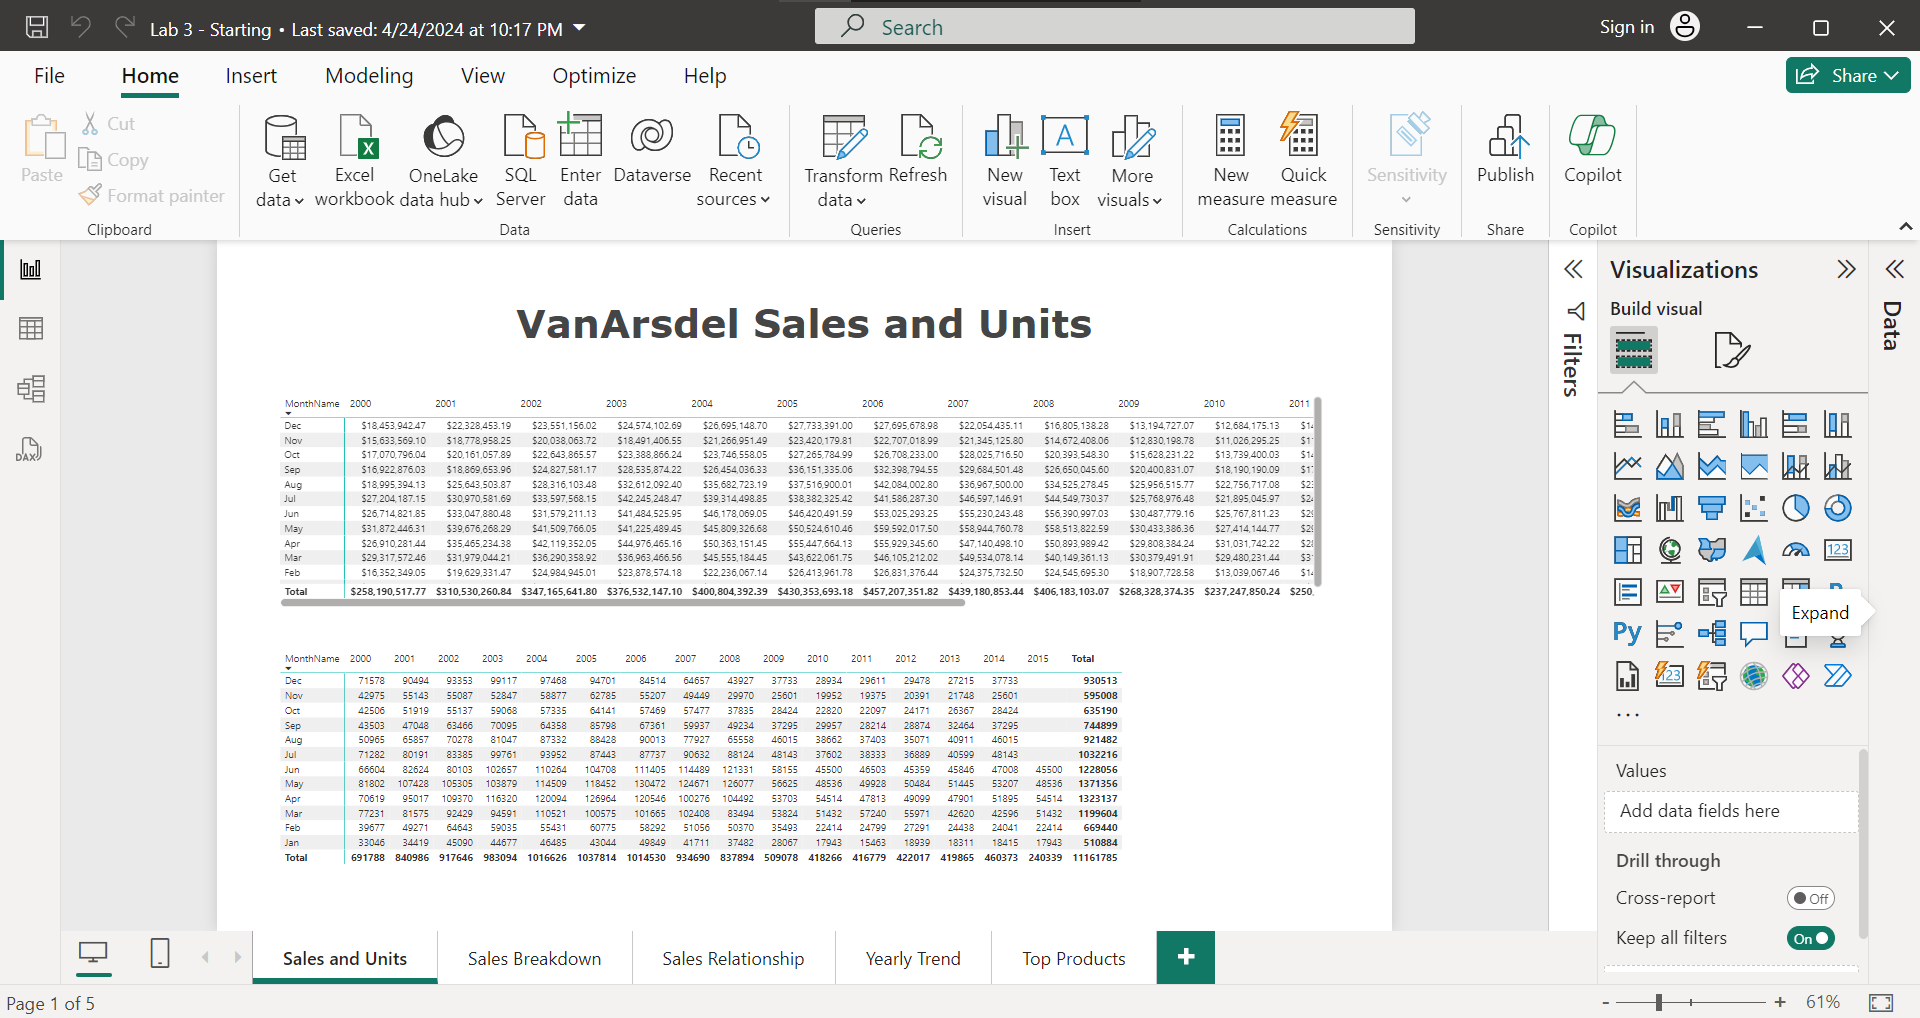 Lab 3 - Starting • Last saved: 4/24/2024 at 10:17 PM
Search
Sign in
File Home Insert Modeling View Optimize Help
Share
Paste
Cut
Copy
Format painter
Clipboard
Get data
Excel workbook
OneLake data hub
SQL Server
Enter data
Dataverse
Recent sources
Data
Transform data
Refresh
Queries
New visual
Text box
More visuals
Insert
New measure
Quick measure
Calculations
Sensitivity
Sensitivity
Publish
Share
Copilot
Copilot
DAX
VanArsdel Sales and Units
MonthName 2000 2001 2002 2003 2004 2005 2006 2007 2008 2009 2010 2011
Dec $18,453,942.47 $22,328,453.19 $23,551,156.02 $24,574,102.69 $26,695,148.70 $27,733,391.00 $27,695,678.98 $22,054,435.11 $16,805,138.28 $13,194,727.07 $12,684,175.13
Nov $15,633,569.10 $18,778,958.25 $20,038,063.72 $18,491,406.55 $21,266,951.49 $23,420,179.81 $22,707,018.99 $21,345,125.80 $14,672,408.06 $12,830,198.78 $11,026,295.25
Oct $17,070,796.04 $20,161,057.89 $22,643,865.57 $23,388,866.24 $23,746,558.05 $27,265,784.99 $26,708,233.00 $28,025,716.50 $20,393,548.30 $15,628,231.22 $13,739,400.03
Sep $16,922,876.03 $18,869,653.96 $24,827,581.17 $28,535,874.22 $26,454,036.33 $36,151,335.06 $32,398,794.55 $29,684,501.48 $26,650,045.60 $20,400,831.07 $18,190,190.09
Aug $18,995,394.13 $25,643,503.87 $28,316,103.48 $32,612,092.40 $35,682,723.19 $37,516,900.01 $42,084,002.80 $36,967,500.00 $34,525,278.45 $25,956,515.77 $22,756,717.08
Jul $27,204,187.15 $30,970,581.69 $33,597,568.15 $42,245,248.47 $39,314,498.85 $38,382,325.42 $41,586,287.30 $46,597,146.91 $44,549,730.37 $25,768,976.48 $21,895,045.97
Jun $26,714,821.85 $33,047,880.48 $31,579,211.13 $41,484,525.95 $46,178,069.05 $46,420,491.59 $53,025,293.25 $55,230,243.48 $56,390,997.03 $30,487,779.16 $25,767,811.23
May $31,872,446.31 $39,676,268.29 $41,509,766.05 $41,225,489.45 $45,809,326.68 $50,524,610.46 $59,592,017.50 $58,944,760.78 $58,513,822.59 $30,433,386.36 $27,414,144.77
Apr $26,910,281.44 $35,465,234.38 $42,119,352.05 $44,976,465.16 $50,363,151.45 $55,447,664.13 $55,929,345.60 $47,140,498.10 $50,893,989.42 $29,808,384.24 $31,031,742.22
Mar $29,317,572.46 $31,979,044.21 $36,290,358.92 $36,963,466.56 $45,555,184.45 $43,622,061.75 $46,105,212.02 $49,534,078.14 $40,149,361.13 $30,379,491.91 $29,480,231.44
Feb $16,352,349.05 $19,629,331.47 $24,984,945.01 $23,878,574.18 $22,236,067.14 $26,413,961.78 $26,831,376.44 $24,375,732.50 $24,545,695.30 $18,907,728.58 $13,039,067.46
Total $258,190,517.77 $310,530,260.84 $347,165,641.80 $376,532,147.10 $400,804,392.39 $430,353,693.18 $457,207,351.82 $439,180,853.44 $406,183,103.07 $268,328,374.35 $237,247,850.24 $250,
MonthName 2000 2001 2002 2003 2004 2005 2006 2007 2008 2009 2010 2011 2012 2013 2014 2015 Total
Dec 71578 90494 93353 99117 97468 94701 84514 64657 43927 37733 28934 29611 29478 27215 37733 930513
Nov 42975 55143 55087 52847 58877 62785 55207 49449 29970 25601 19952 19375 20391 21748 25601 595008
Oct 42506 51919 55137 59068 57335 64141 57469 57477 37835 28424 22820 22097 24171 26367 28424 635190
Sep 43503 47048 63466 70095 64358 85798 67361 59937 49234 37295 29957 28214 28874 32464 37295 744899
Aug 50965 65857 70278 81047 87332 88428 90013 77927 65558 46015 38662 37403 35071 40911 46015 921482
Jul 71282 80191 83385 99761 93952 87443 87737 90632 88124 48143 37602 38333 36889 40599 48143 1032216
Jun 66604 82624 80103 102657 110264 104708 111405 114489 121331 58155 45500 46503 45359 45846 47008 45500 1228056
May 81802 107428 105305 103879 114509 118452 130472 124671 126077 56625 48536 49928 50484 51445 53207 48536 1371356
Apr 70619 95017 109370 116320 120094 126964 120546 100276 104492 53703 54514 47813 49099 47901 51895 54514 1323137
Mar 77231 81575 92429 94591 110521 100575 101665 102408 83494 53824 51432 57240 55971 42620 42596 51432 1199604
Feb 39677 49271 64643 59035 55431 60775 58292 51056 50370 35493 22414 24799 27291 24438 24041 22414 669440
Jan 33046 34419 45090 44677 46485 43044 49849 41711 37482 28067 17943 15463 18939 18311 18415 17943 510884
Total 691788 840986 917646 983094 1016626 1037814 1014530 934690 837894 509078 418266 416779 422017 419865 460373 240339 11161785
Filters
Visualizations
Build visual
123
Py
Expand
123
...
Values
Add data fields here
Drill through
Cross-report
Off
Keep all filters
On
Data
Sales and Units
Sales Breakdown
Sales Relationship
Yearly Trend
Top Products
+
Page 1 of 5
- + 61%